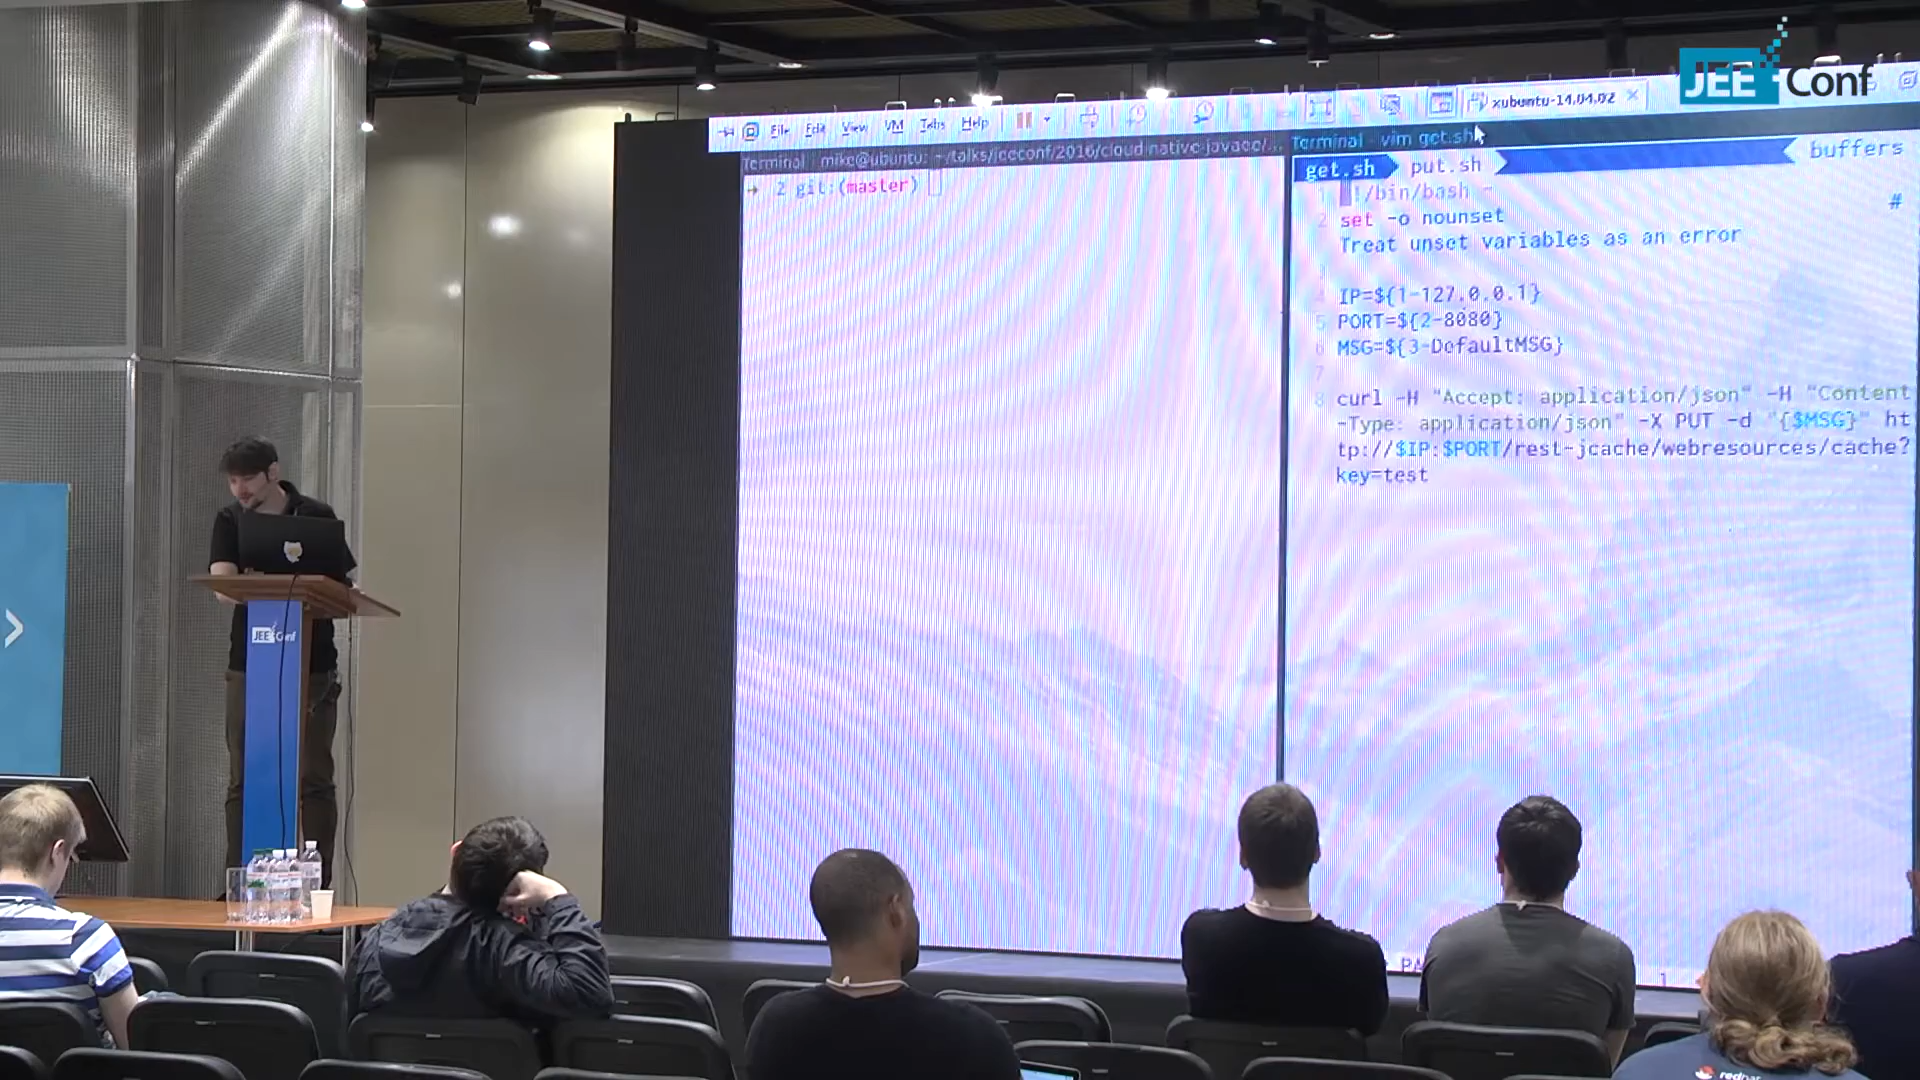 JEE Conf
File Edit View VM Tabs Help
xubuntu-14.04.02
Terminal - mike@ubuntu: ~/talks/jeeconf/2016/cloud-native-javaee/...
Terminal - vim get.sh
→ 2 git:(master)
get.sh put.sh buffers
1 #!/bin/bash -
2 set -o nounset #
Treat unset variables as an error
3
4 IP=${1-127.0.0.1}
5 PORT=${2-8080}
6 MSG=${3-DefaultMSG}
7
8 curl -H "Accept: application/json" -H "Content
-Type: application/json" -X PUT -d "{$MSG}" ht
tp://$IP:$PORT/rest-jcache/webresources/cache?
key=test
JEE Conf